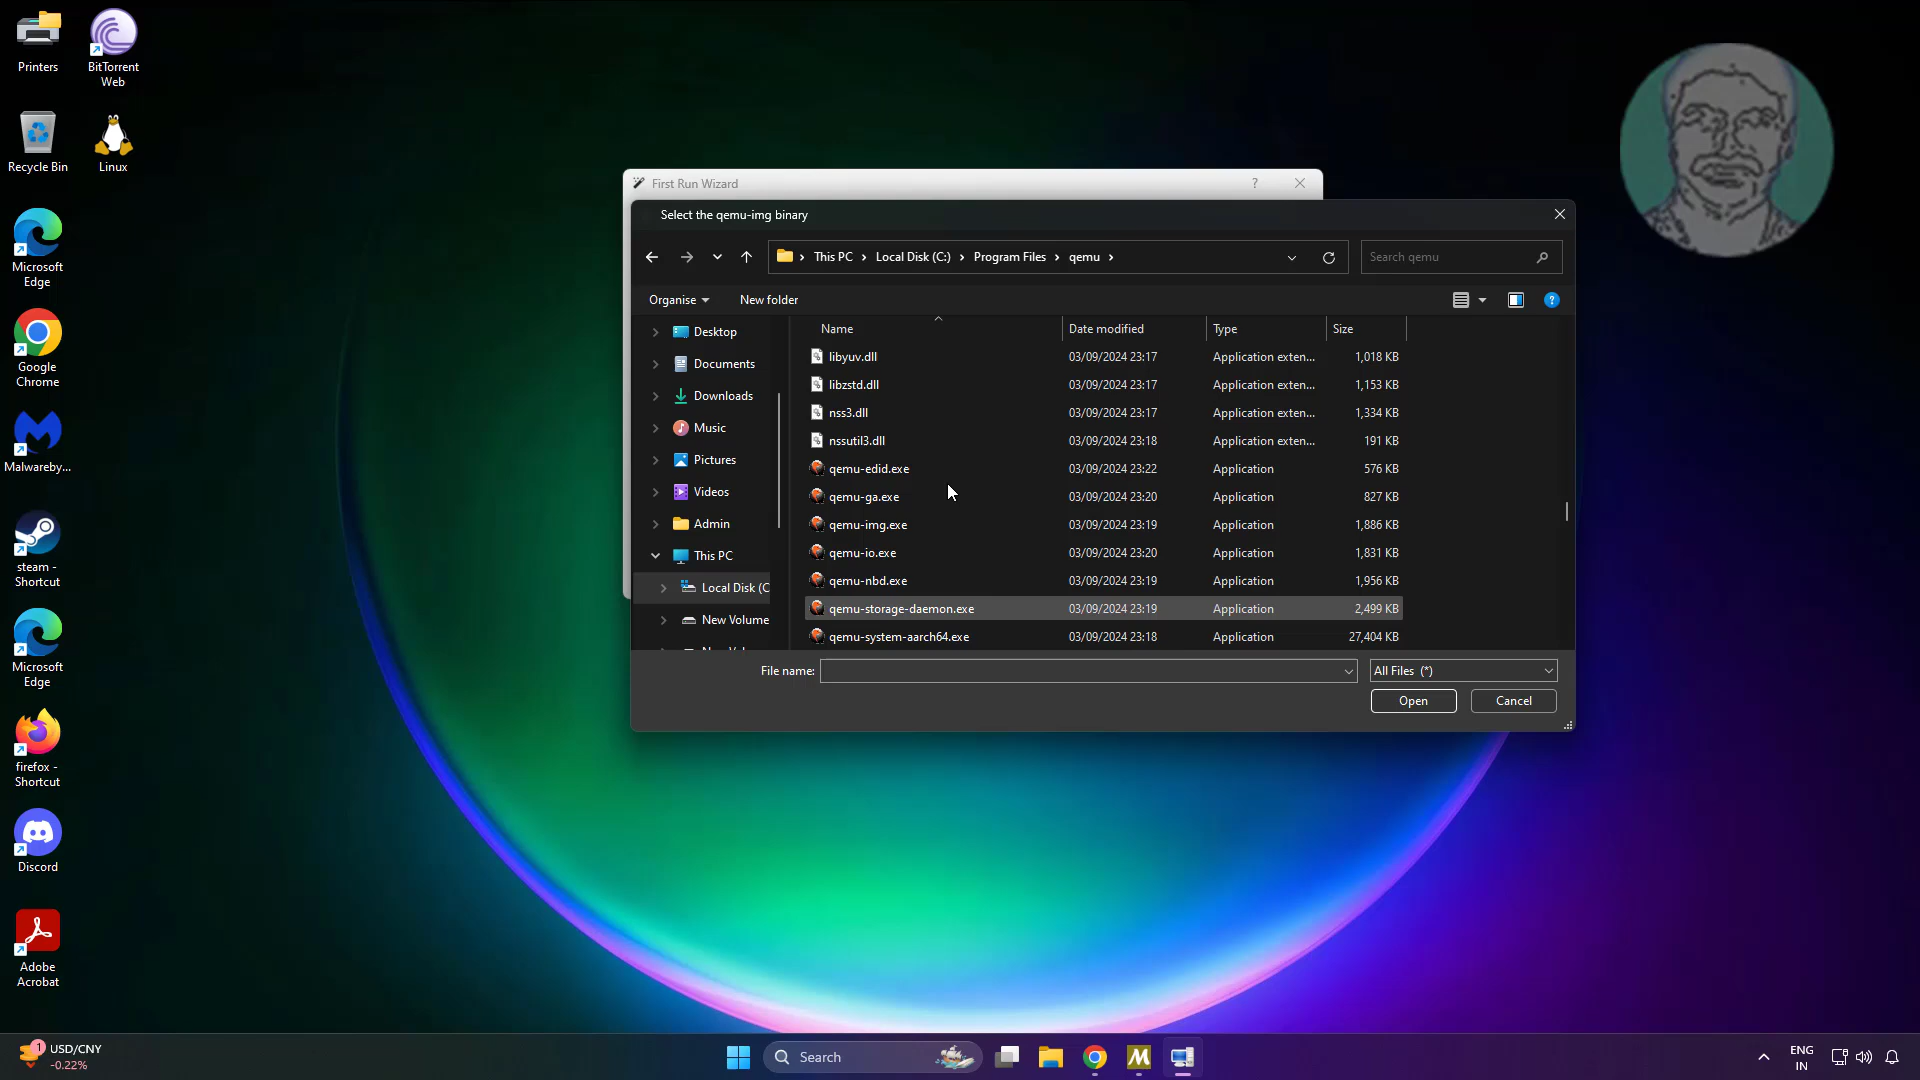 Printers
BitTorrent
Web
Recycle Bin
Linux
Microsoft
Edge
Google
Chrome
Malwareby...
steam -
Shortcut
Microsoft
Edge
firefox -
Shortcut
Discord
Adobe
Acrobat
First Run Wizard
?
Select the qemu-img binary
This PC > Local Disk (C:) > Program Files > qemu >
Search qemu
Organise
New folder
?
Desktop
Documents
Downloads
Music
Pictures
Videos
Admin
This PC
Local Disk (C
New Volume
Name Date modified Type Size
libyuv.dll 03/09/2024 23:17 Application exten... 1,018 KB
libzstd.dll 03/09/2024 23:17 Application exten... 1,153 KB
nss3.dll 03/09/2024 23:17 Application exten... 1,334 KB
nssutil3.dll 03/09/2024 23:18 Application exten... 191 KB
qemu-edid.exe 03/09/2024 23:22 Application 576 KB
qemu-ga.exe 03/09/2024 23:20 Application 827 KB
qemu-img.exe 03/09/2024 23:19 Application 1,886 KB
qemu-io.exe 03/09/2024 23:20 Application 1,831 KB
qemu-nbd.exe 03/09/2024 23:19 Application 1,956 KB
qemu-storage-daemon.exe 03/09/2024 23:19 Application 2,499 KB
qemu-system-aarch64.exe 03/09/2024 23:18 Application 27,404 KB
File name:
All Files (*)
Open
Cancel
1
USD/CNY
-0.22%
Search
ENG
IN